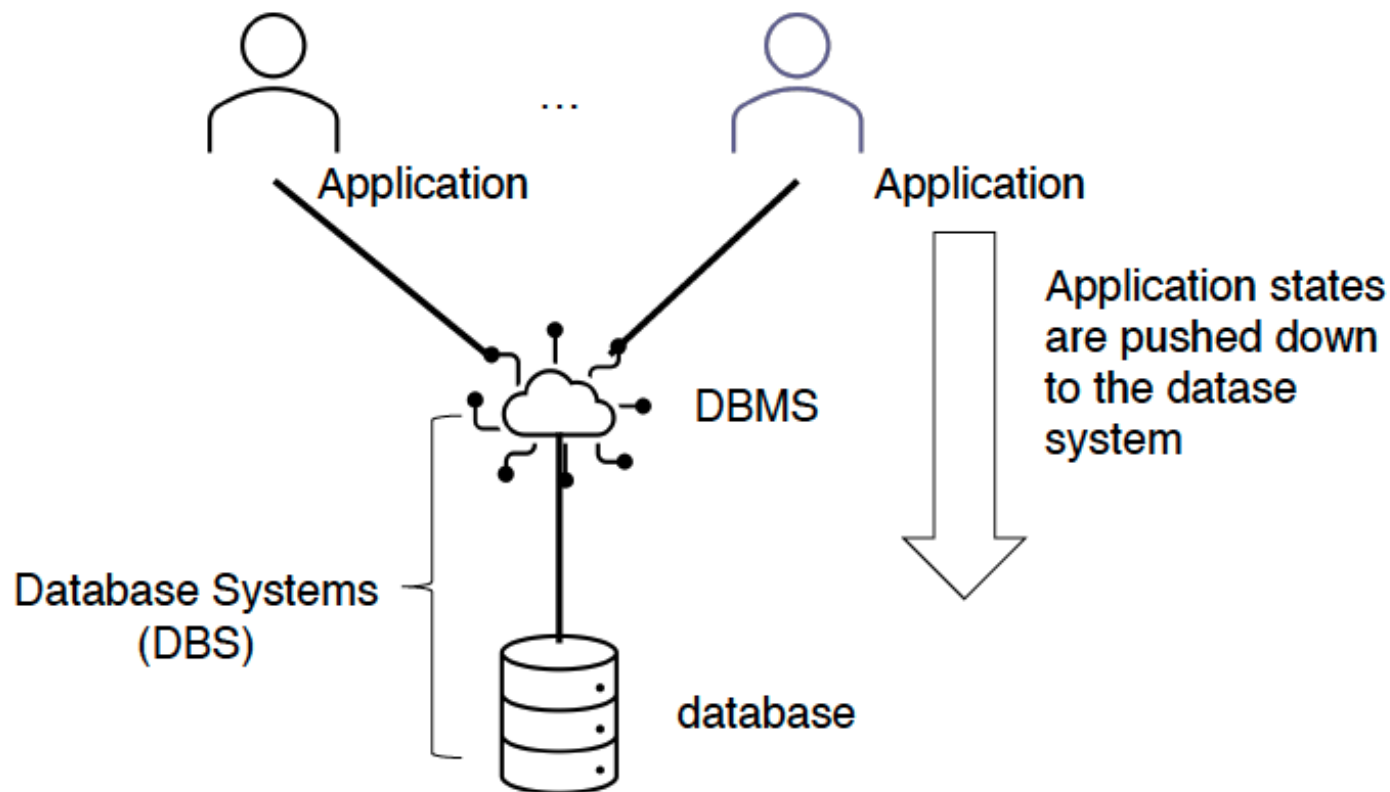 ...
Application
Application
Application states
are pushed down
to the datase
system
DBMS
Database Systems
(DBS)
database